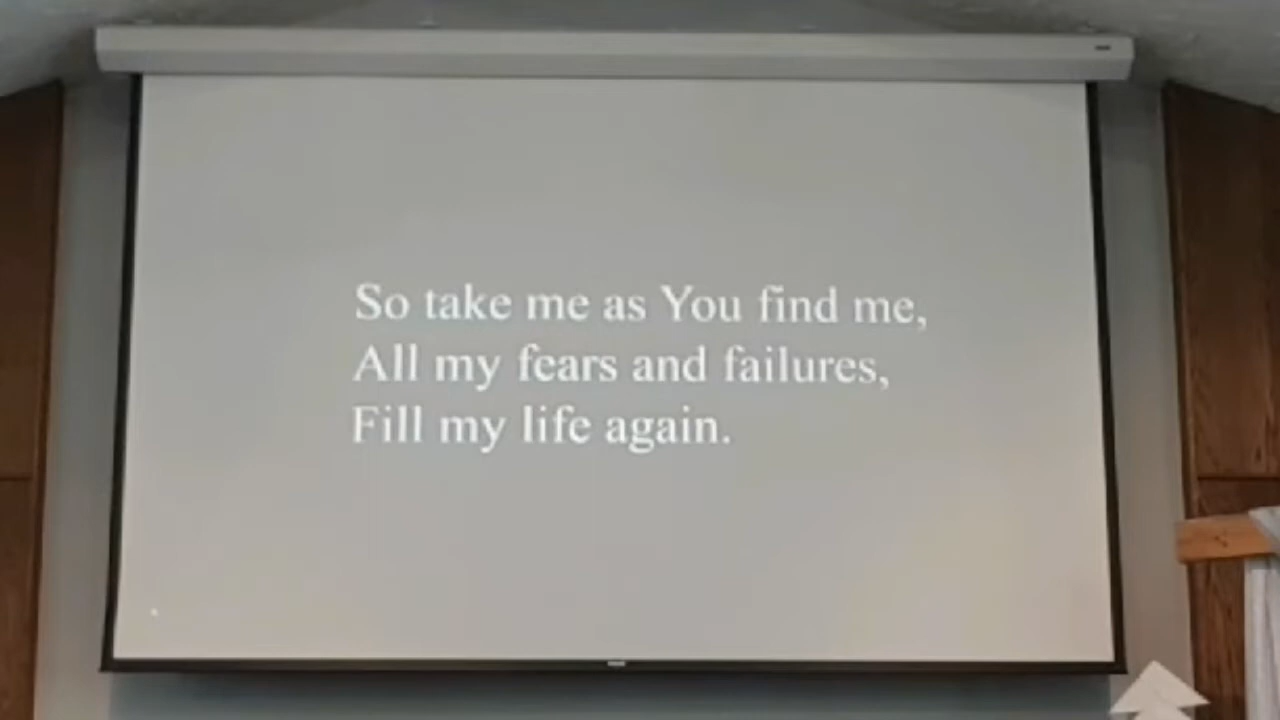 So take me as You find me,
All my fears and failures,
Fill my life again.